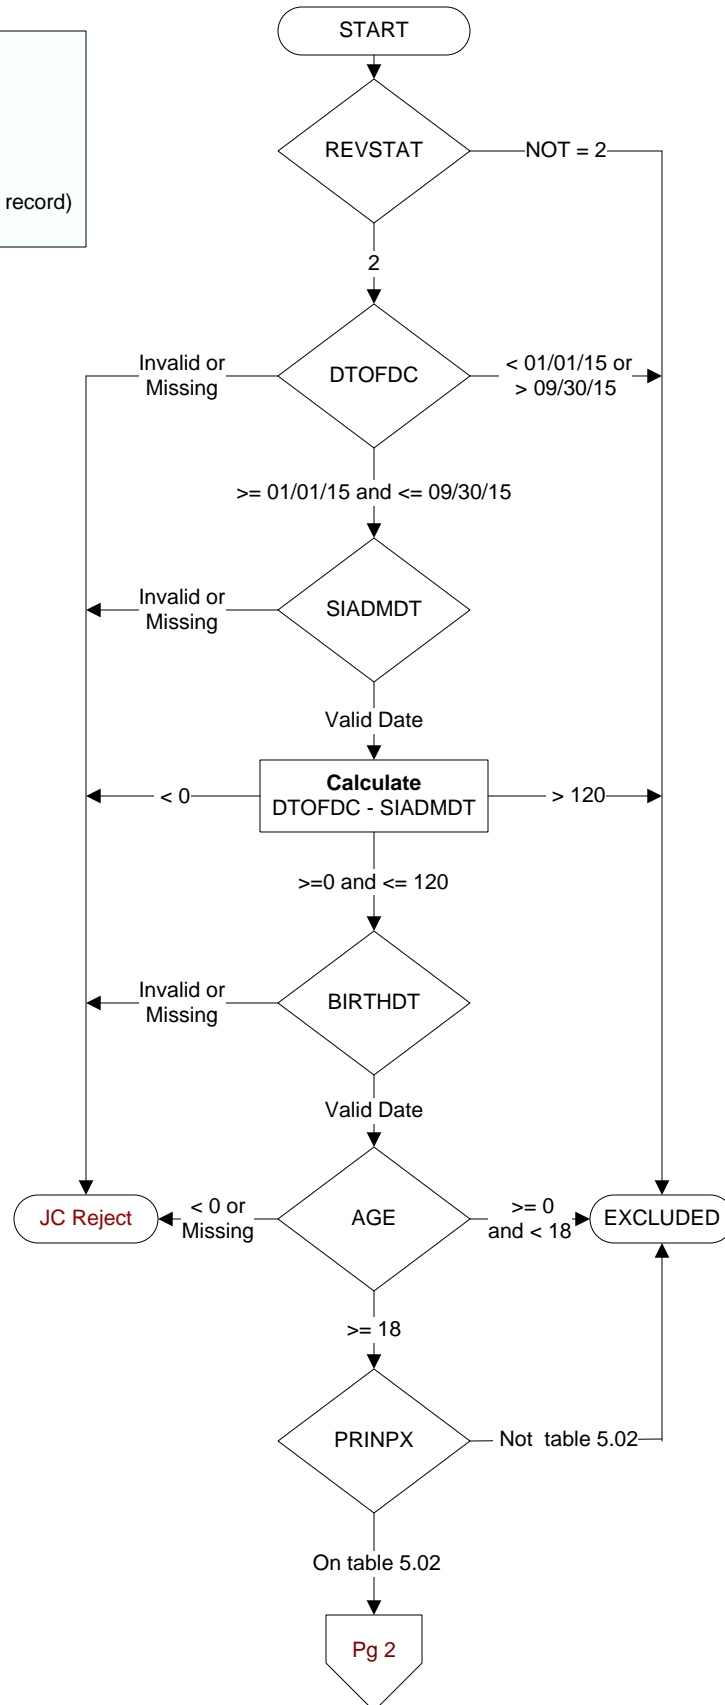 START
REVSTAT
NOT = 2
record)
2
Invalid or
Missing
DTOFDC
< 01/01/15 or
> 09/30/15
>= 01/01/15 and <= 09/30/15
Invalid or
Missing
SIADMDT
Valid Date
< 0
Calculate
DTOFDC - SIADMDT
> 120
>=0 and <= 120
Invalid or
Missing
BIRTHDT
Valid Date
JC Reject
< 0 or
Missing
AGE
>= 0
and < 18
EXCLUDED
>= 18
PRINPX
Not table 5.02
On table 5.02
Pg 2